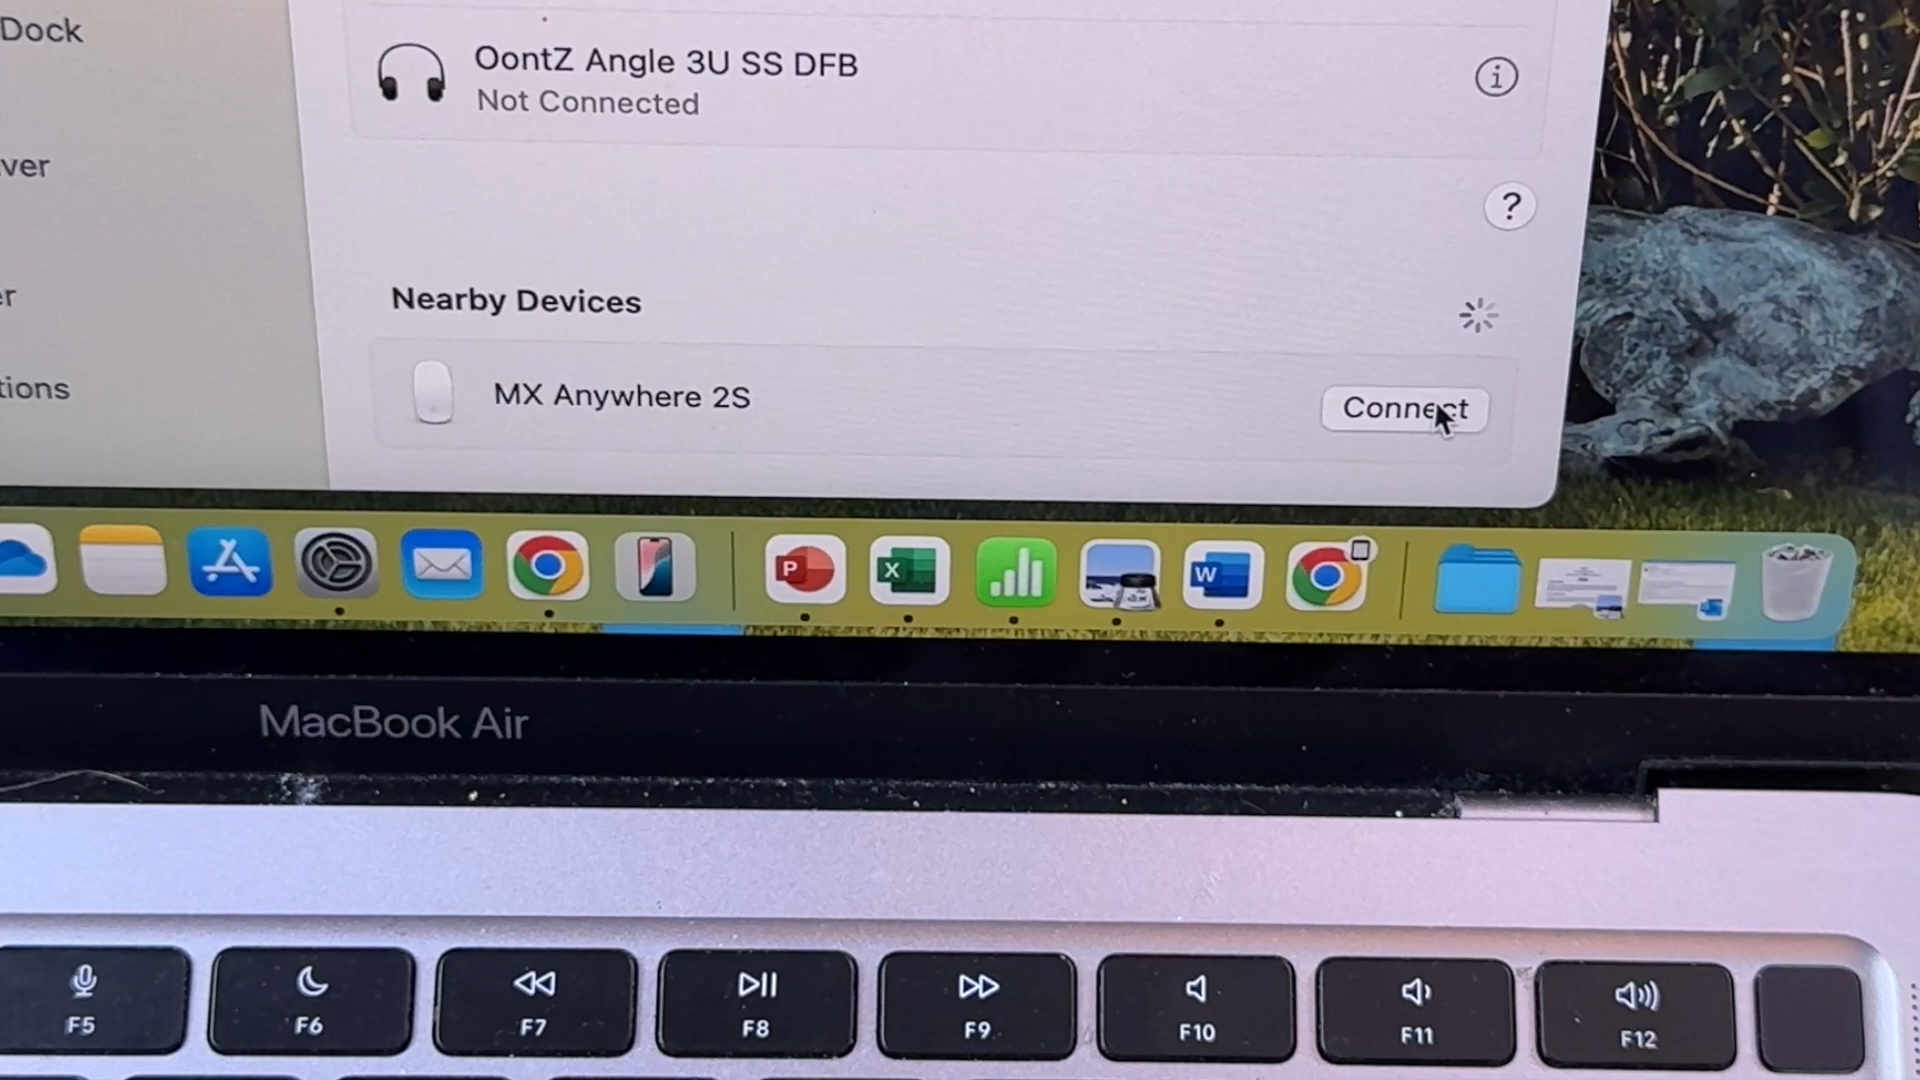 Dock
OontZ Angle 3U SS DFB
Not Connected
ver
?
er
Nearby Devices
tions
MX Anywhere 2S
Connect
P
X
W
MacBook Air
F5
F6
F7
F8
F9
F10
F11
F12